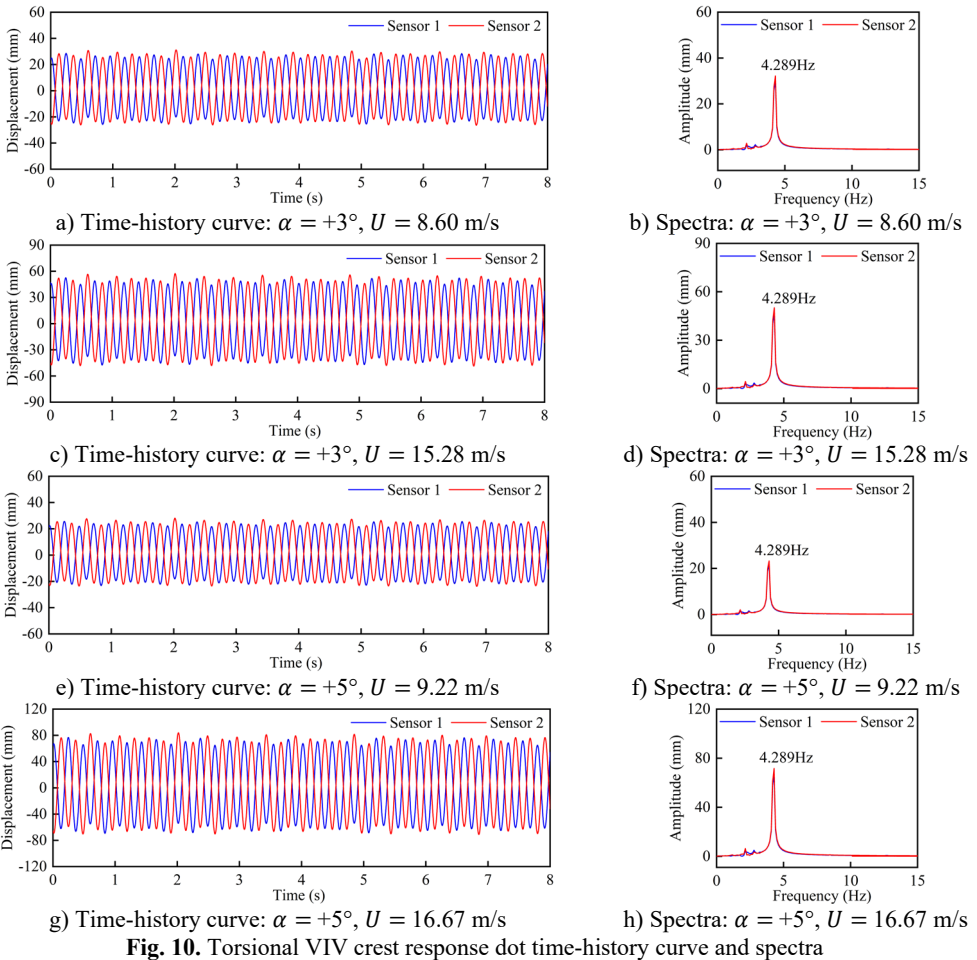 Sensor 1 Sensor 2
Displacement (mm)
60
40
20
0
-20
-40
-60
0 1 2 3 4 5 6 7 8
Time (s)
a) Time-history curve: α = +3°, U = 8.60 m/s
Sensor 1 Sensor 2
4.289Hz
Amplitude (mm)
60
40
20
0
0 5 10 15
Frequency (Hz)
b) Spectra: α = +3°, U = 8.60 m/s
Sensor 1 Sensor 2
Displacement (mm)
90
60
30
0
-30
-60
-90
0 1 2 3 4 5 6 7 8
Time (s)
c) Time-history curve: α = +3°, U = 15.28 m/s
Sensor 1 Sensor 2
4.289Hz
Amplitude (mm)
90
60
30
0
0 5 10 15
Frequency (Hz)
d) Spectra: α = +3°, U = 15.28 m/s
Sensor 1 Sensor 2
Displacement (mm)
60
40
20
0
-20
-40
-60
0 1 2 3 4 5 6 7 8
Time (s)
e) Time-history curve: α = +5°, U = 9.22 m/s
Sensor 1 Sensor 2
4.289Hz
Amplitude (mm)
60
40
20
0
0 5 10 15
Frequency (Hz)
f) Spectra: α = +5°, U = 9.22 m/s
Sensor 1 Sensor 2
Displacement (mm)
120
80
40
0
-40
-80
-120
0 1 2 3 4 5 6 7 8
Time (s)
g) Time-history curve: α = +5°, U = 16.67 m/s
Sensor 1 Sensor 2
4.289Hz
Amplitude (mm)
120
80
40
0
0 5 10 15
Frequency (Hz)
h) Spectra: α = +5°, U = 16.67 m/s
Fig. 10. Torsional VIV crest response dot time-history curve and spectra